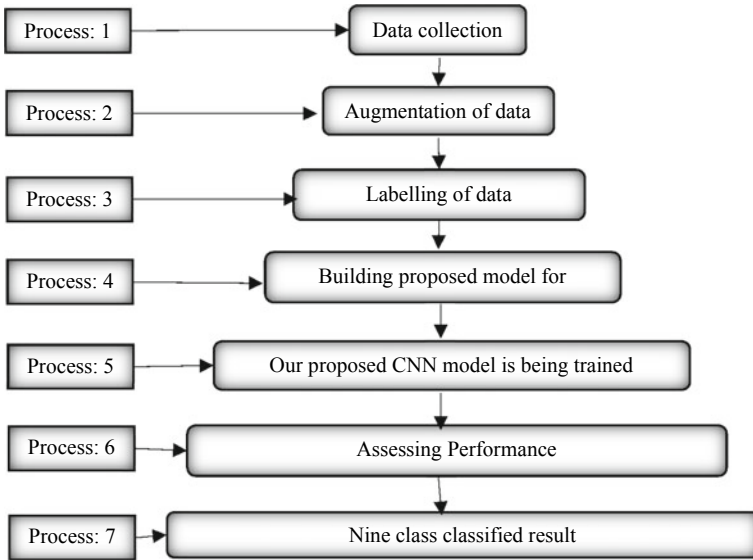 Process: 1
Data collection
Process: 2
Augmentation of data
Process: 3
Labelling of data
Process: 4
Building proposed model for
Process: 5
Our proposed CNN model is being trained
Process: 6
Assessing Performance
Process: 7
Nine class classified result